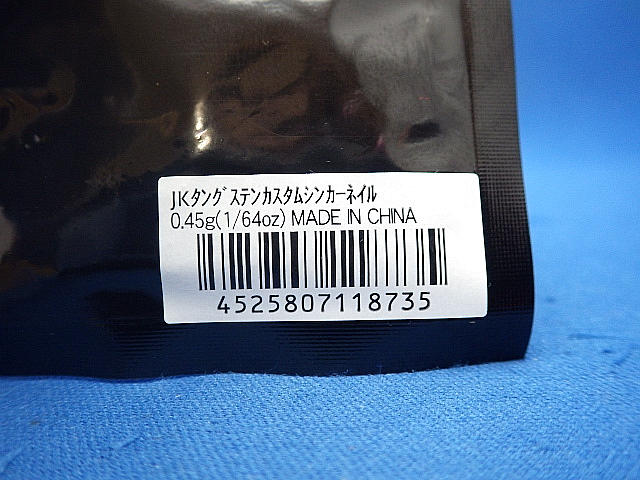 JKﾀﾝｸﾞｽﾃﾝｶｽﾀﾑｼﾝｶｰﾈｲﾙ
0.45g(1/64oz) MADE IN CHINA
4525807118735